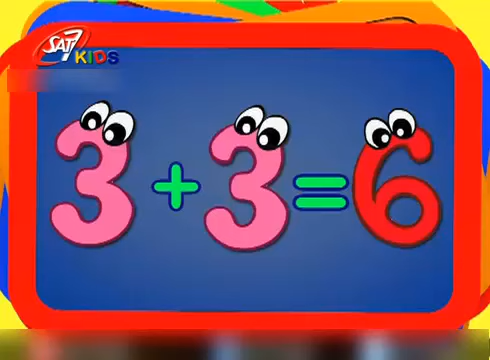 SAT7
KIDS
3 + 3 = 6